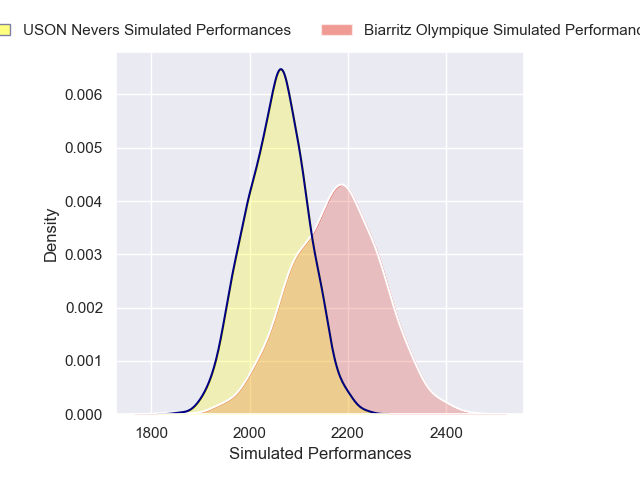 USON Nevers Simulated Performances
Biarritz Olympique Simulated Performanc
0.006
0.005
0.004
0.003
0.002
0.001
0.000
Density
1800 2000 2200 2400
Simulated Performances